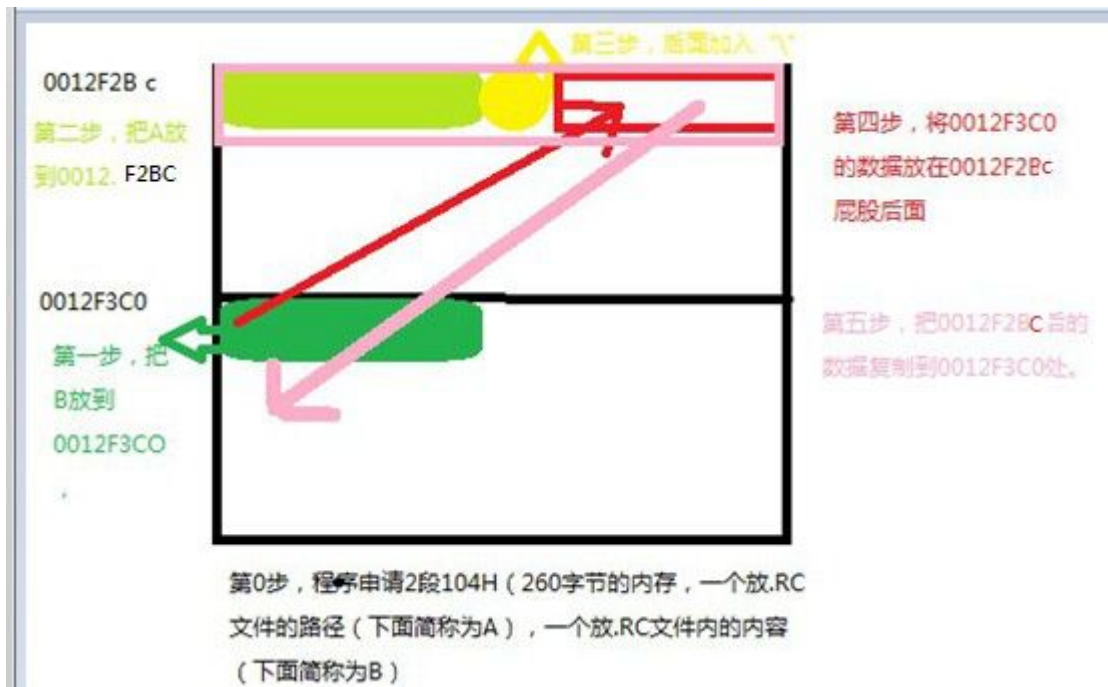 第三步，后面加入 "\"
0012F2B c
第二步，把A放
到0012. F2BC
第四步，将0012F3C0
的数据放在0012F2Bc
屁股后面
0012F3C0
第一步，把
B放到
0012F3CO
，
第五步，把0012F2BC后的
数据复制到0012F3C0处。
第0步，程序申请2段104H（260字节的内存，一个放.RC
文件的路径（下面简称为A），一个放.RC文件内的内容
（下面简称为B）